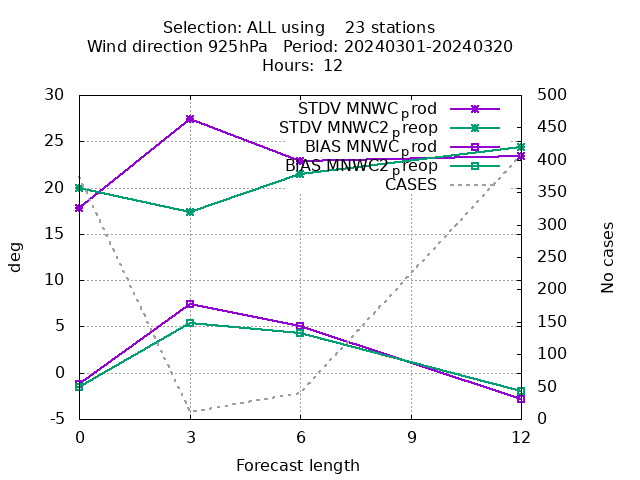 Selection: ALL using    23 stations
Wind direction 925hPa   Period: 20240301-20240320
Hours:  12
30
25
20
15
10
5
0
-5
500
450
400
350
300
250
200
150
100
50
0
STDV MNWC_prod
STDV MNWC2_preop
BIAS MNWC_prod
BIAS MNWC2_preop
CASES
deg
No cases
0 3 6 9 12
Forecast length